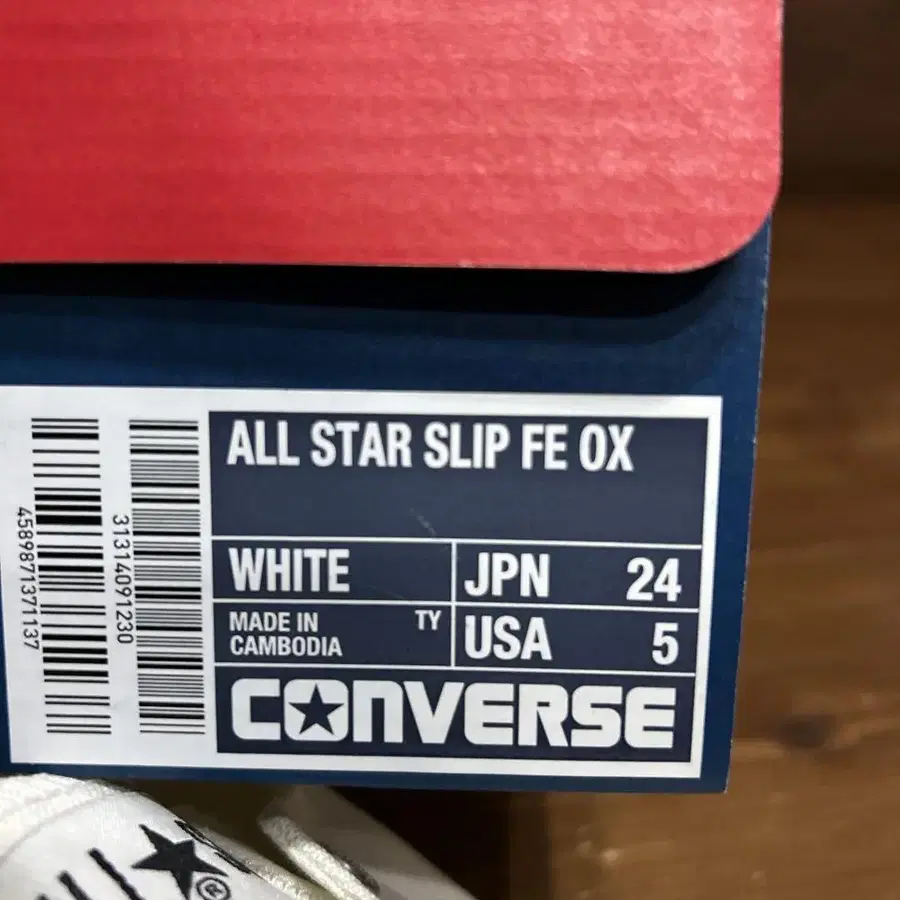 ALL STAR SLIP FE OX
WHITE
JPN 24
MADE IN
CAMBODIA
TY
USA 5
CONVERSE
4589871371137
31314091230
®